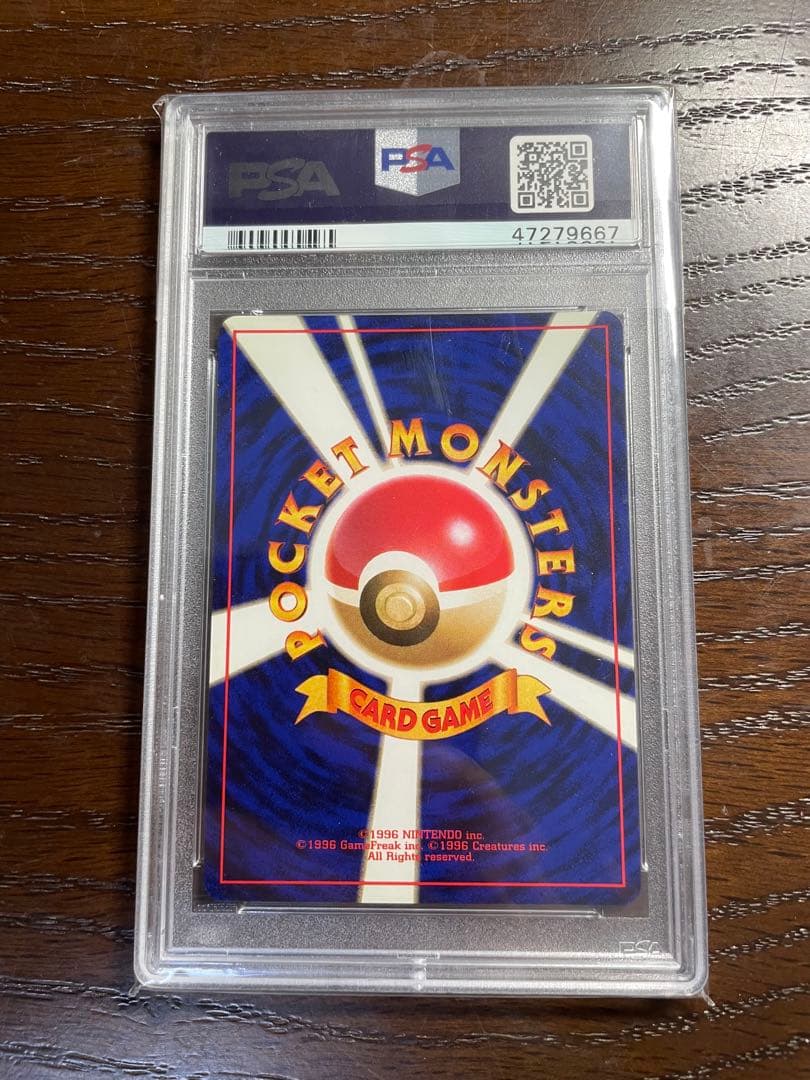 PSA PSA
47279667
POCKET MONSTERS
CARD GAME
©1996 NINTENDO inc.
©1996 GameFreak inc. ©1996 Creatures inc.
All Rights reserved.
PSA